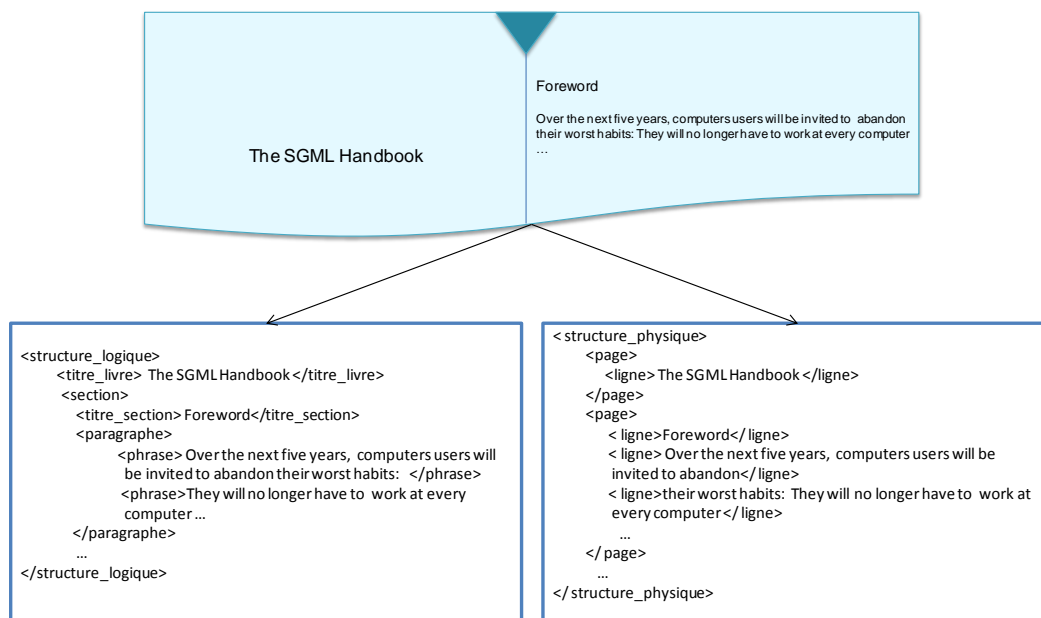 The SGML Handbook
Foreword
Over the next five years, computers users will be invited to abandon
their worst habits: They will no longer have to work at every computer
…
<structure_logique>
<titre_livre> The SGML Handbook </titre_livre>
<section>
<titre_section> Foreword</titre_section>
<paragraphe>
<phrase> Over the next five years, computers users will
be invited to abandon their worst habits: </phrase>
<phrase>They will no longer have to work at every
computer …
</paragraphe>
…
</structure_logique>
< structure_physique>
<page>
<ligne> The SGML Handbook </ligne>
</page>
<page>
< ligne>Foreword</ ligne>
< ligne> Over the next five years, computers users will be
invited to abandon</ ligne>
< ligne>their worst habits: They will no longer have to work at
every computer </ ligne>
…
</ page>
…
</ structure_physique>